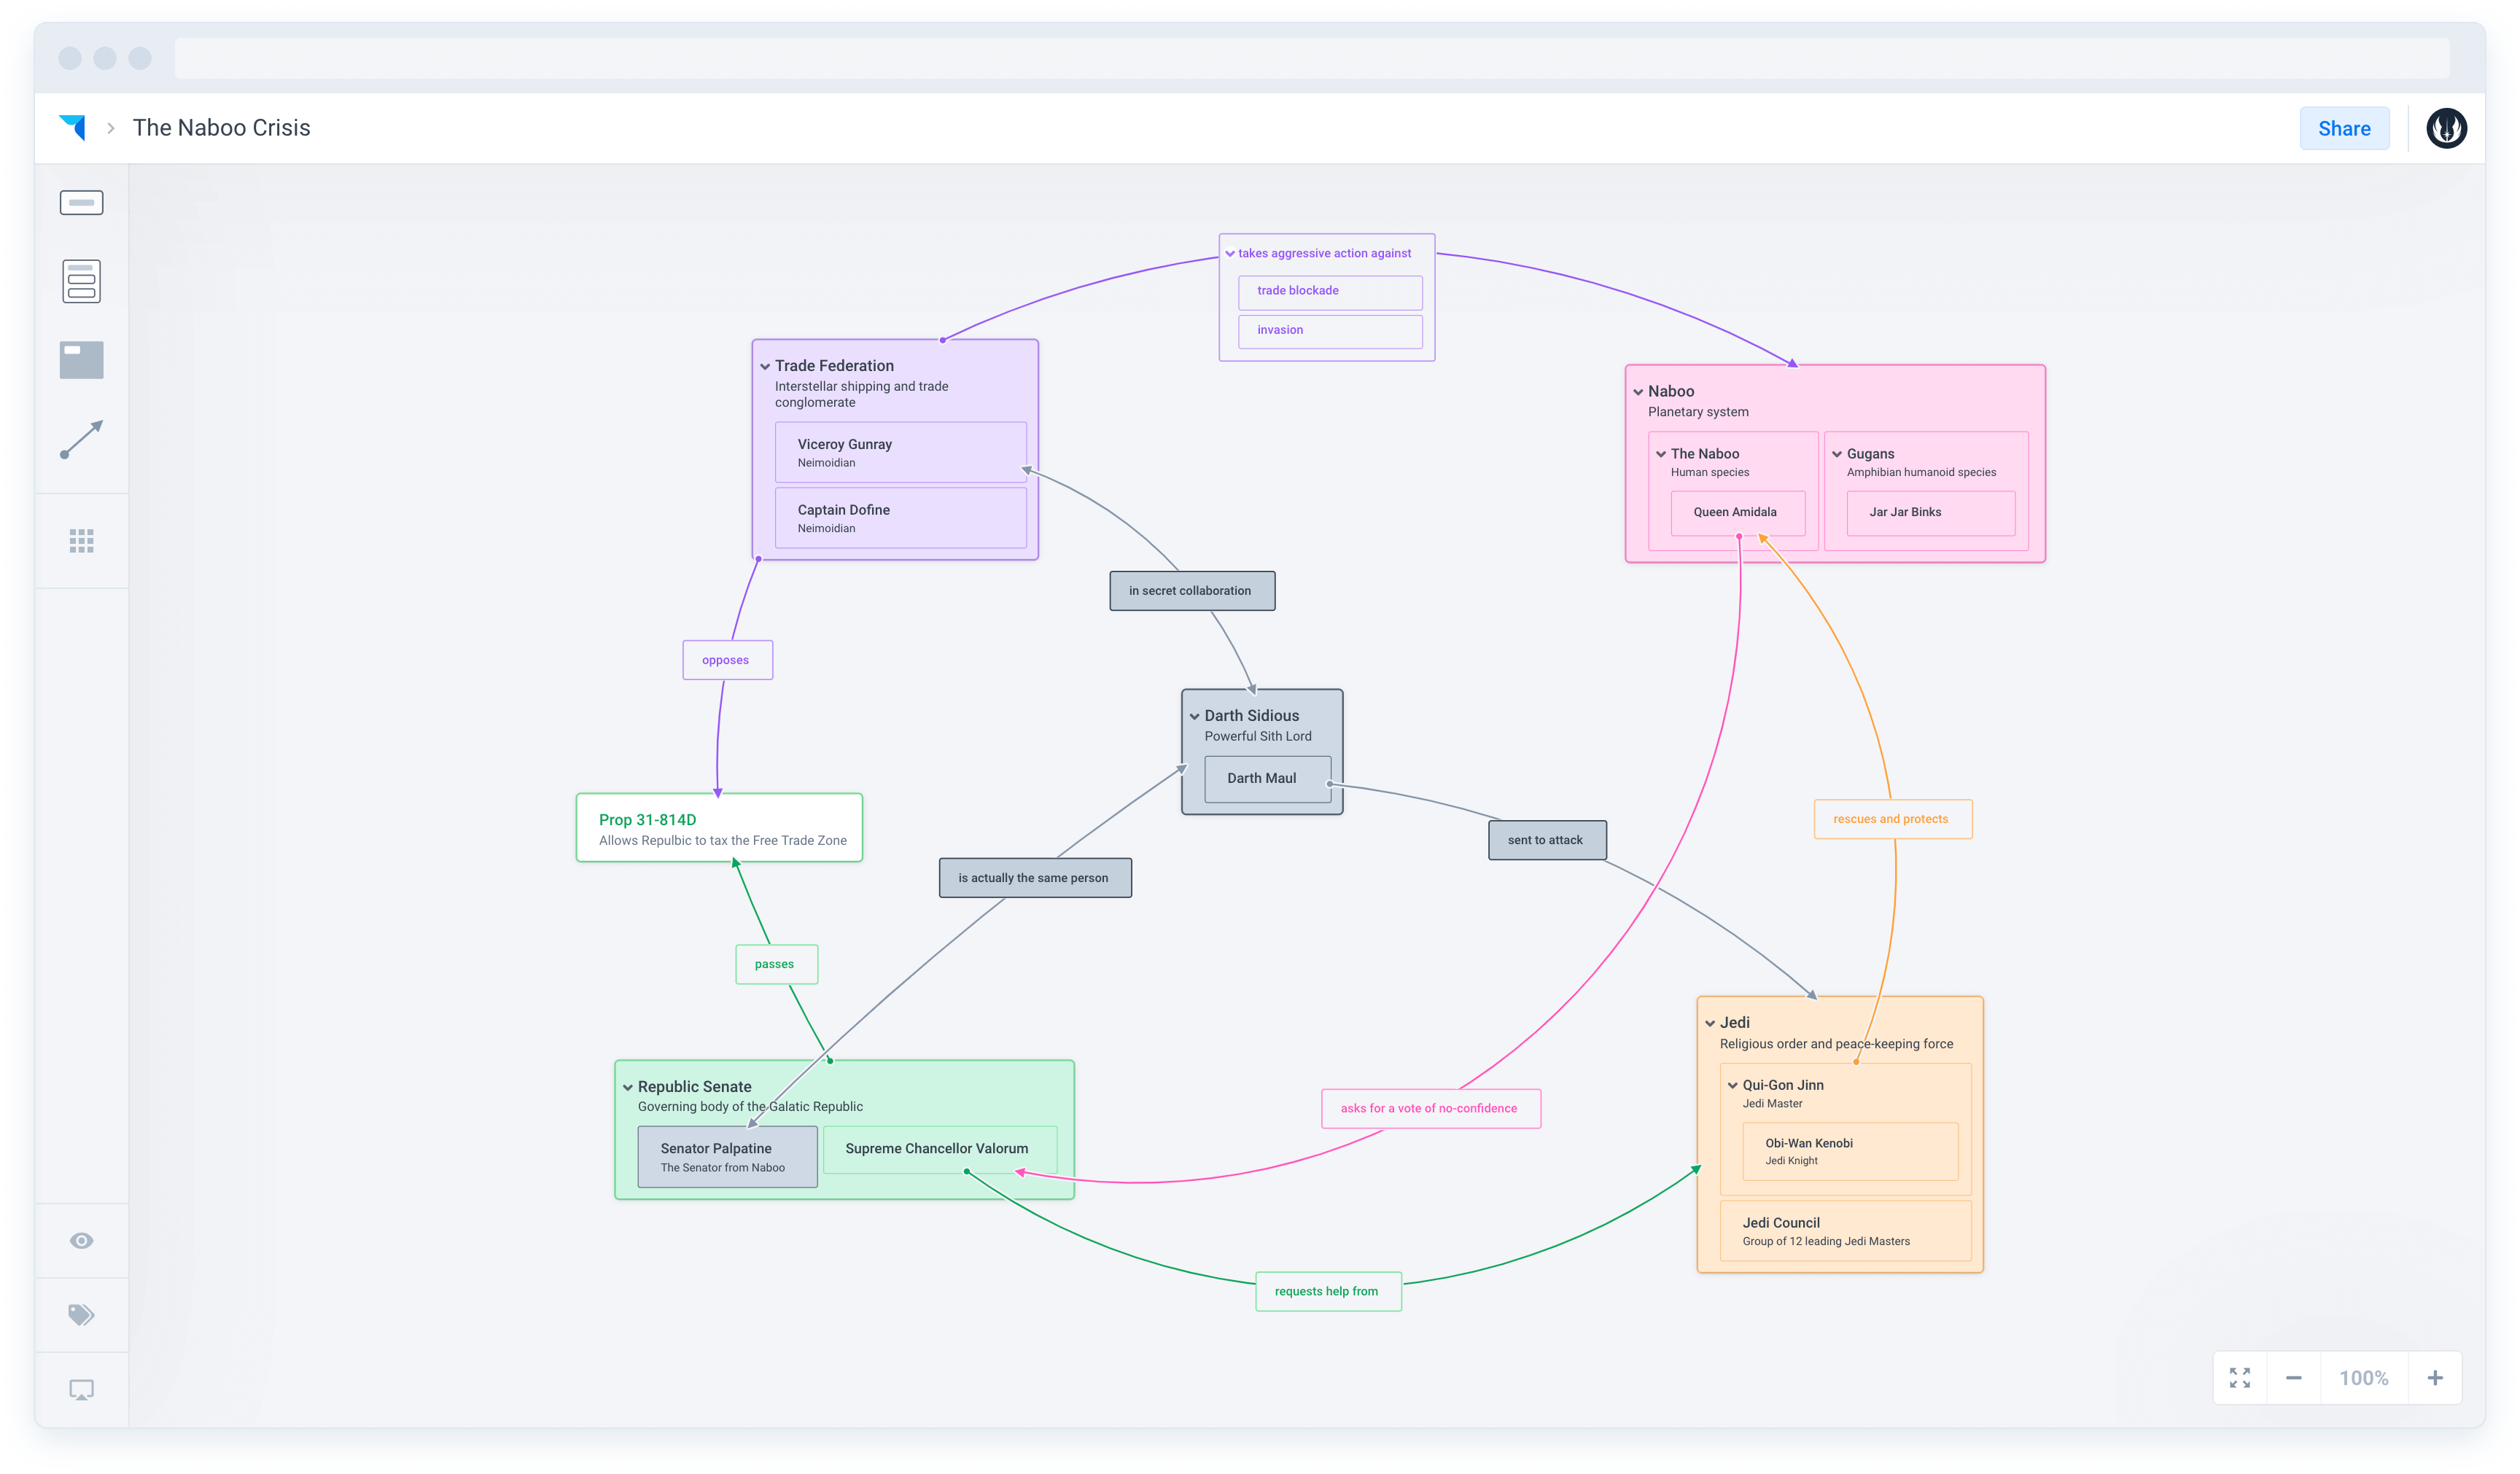 The Naboo Crisis
Share
takes aggressive action against
trade blockade
invasion
Trade Federation
Interstellar shipping and trade
conglomerate
Viceroy Gunray
Neimoidian
Captain Dofine
Neimoidian
Naboo
Planetary system
The Naboo
Human species
Queen Amidala
Gugans
Amphibian humanoid species
Jar Jar Binks
in secret collaboration
opposes
Darth Sidious
Powerful Sith Lord
Darth Maul
Prop 31-814D
Allows Repulbic to tax the Free Trade Zone
is actually the same person
sent to attack
rescues and protects
passes
Republic Senate
Governing body of the Galatic Republic
Senator Palpatine
The Senator from Naboo
Supreme Chancellor Valorum
asks for a vote of no-confidence
Jedi
Religious order and peace-keeping force
Qui-Gon Jinn
Jedi Master
Obi-Wan Kenobi
Jedi Knight
Jedi Council
Group of 12 leading Jedi Masters
requests help from
100%